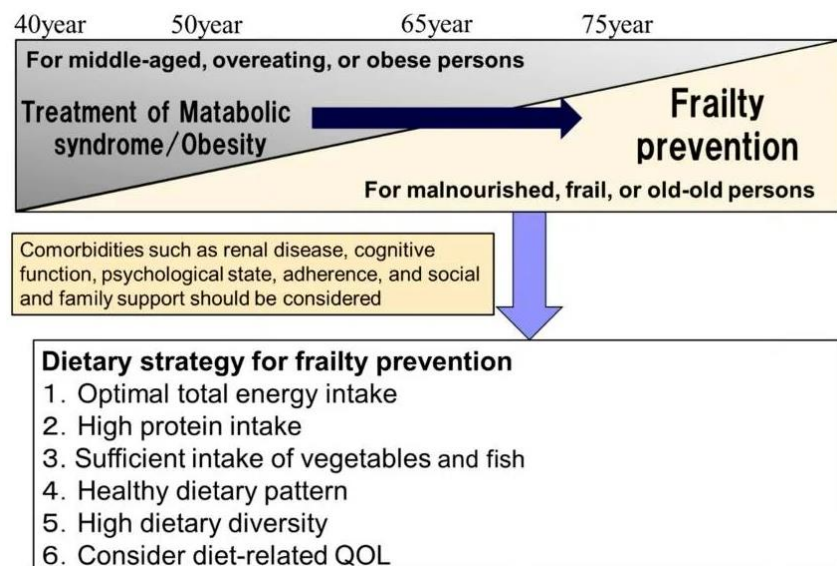 40year 50year 65year 75year
For middle-aged, overeating, or obese persons
Treatment of Matabolic
syndrome/Obesity
Frailty
prevention
For malnourished, frail, or old-old persons
Comorbidities such as renal disease, cognitive
function, psychological state, adherence, and social
and family support should be considered
Dietary strategy for frailty prevention
1. Optimal total energy intake
2. High protein intake
3. Sufficient intake of vegetables and fish
4. Healthy dietary pattern
5. High dietary diversity
6. Consider diet-related QOL